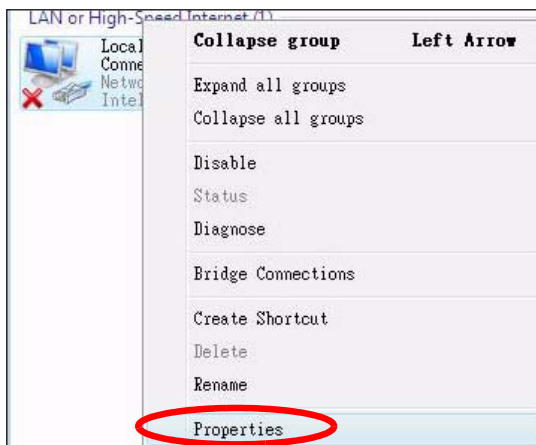 LAN or High-Speed Internet (1)
Local
Conne
Netwo
Intel
Collapse group Left Arrow
Expand all groups
Collapse all groups
Disable
Status
Diagnose
Bridge Connections
Create Shortcut
Delete
Rename
Properties